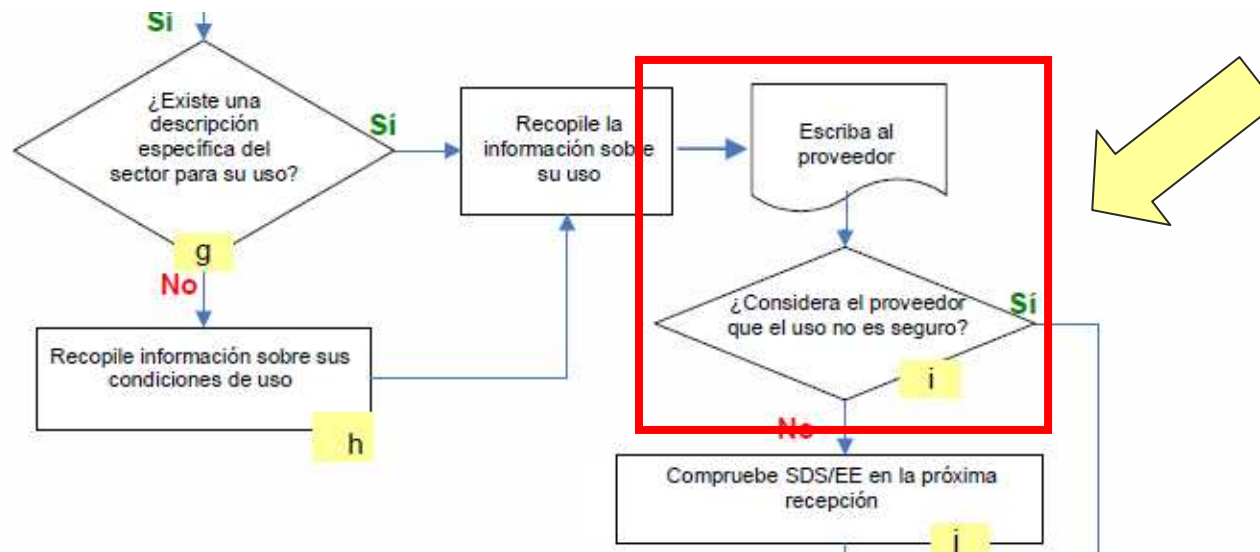 Sí
¿Existe una
descripción
específica del
sector para su uso?
Sí
g
No
Recopile información sobre sus
condiciones de uso
h
Recopile la
información sobre
su uso
Escriba al
proveedor
¿Considera el proveedor
que el uso no es seguro?
Sí
i
No
Compruebe SDS/EE en la próxima
recepción
j